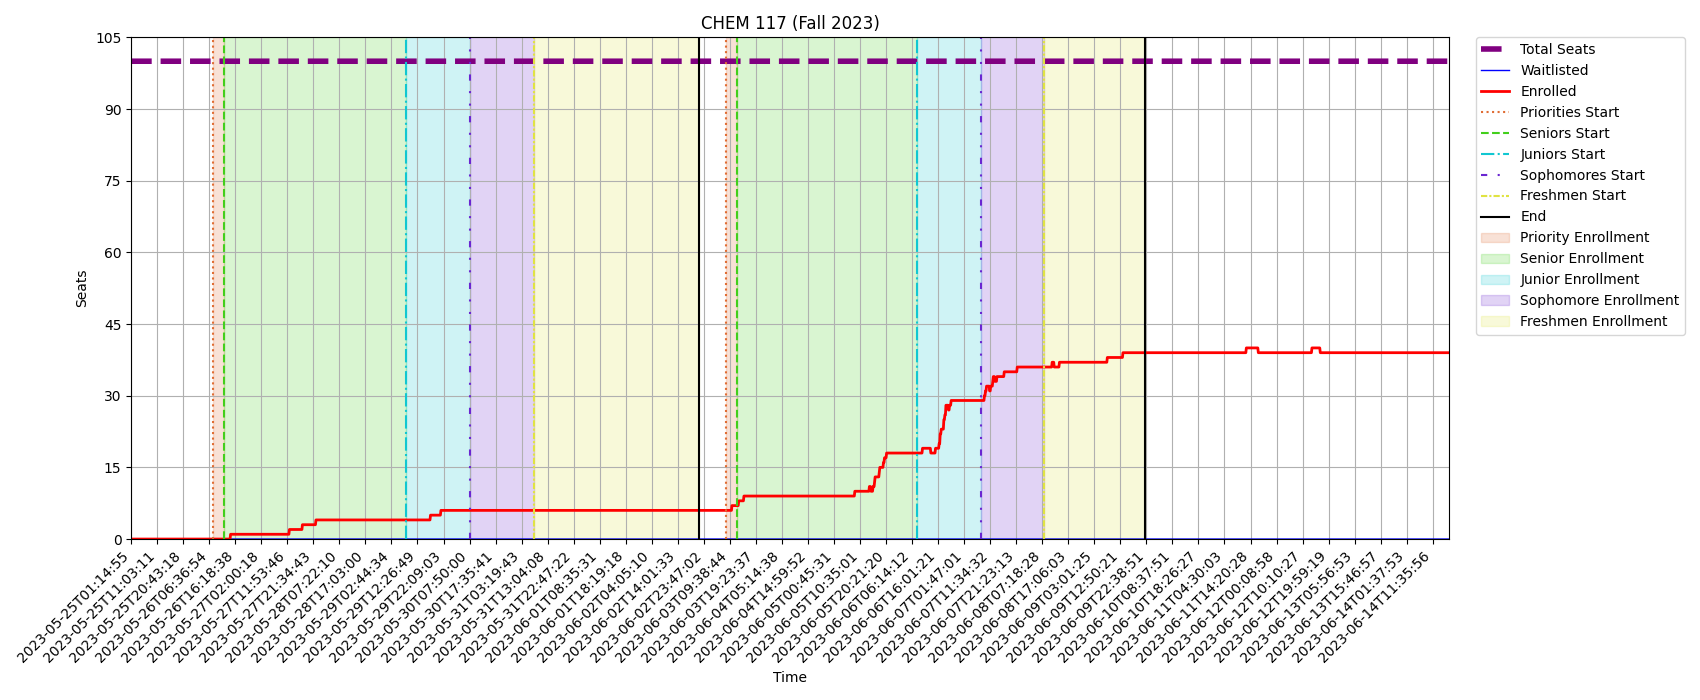 CHEM 117 (Fall 2023)
105
90
75
60
45
30
15
0
Seats
2023-05-25T01:14:55
2023-05-25T11:03:11
2023-05-25T20:43:18
2023-05-26T06:36:54
2023-05-26T16:18:38
2023-05-27T02:00:18
2023-05-27T11:53:46
2023-05-27T21:34:43
2023-05-28T07:22:10
2023-05-28T17:03:00
2023-05-29T02:44:34
2023-05-29T12:26:49
2023-05-29T22:09:03
2023-05-30T07:50:00
2023-05-30T17:35:41
2023-05-31T03:19:43
2023-05-31T13:04:08
2023-05-31T22:47:22
2023-06-01T08:35:31
2023-06-01T18:19:18
2023-06-02T04:05:10
2023-06-02T14:01:33
2023-06-02T23:47:02
2023-06-03T09:38:44
2023-06-03T19:23:37
2023-06-04T05:14:38
2023-06-04T14:59:52
2023-06-05T00:45:31
2023-06-05T10:35:01
2023-06-05T20:21:20
2023-06-06T06:14:12
2023-06-06T16:01:21
2023-06-07T01:47:01
2023-06-07T11:34:32
2023-06-07T21:23:13
2023-06-08T07:18:28
2023-06-08T17:06:03
2023-06-09T03:01:25
2023-06-09T12:50:21
2023-06-09T22:38:51
2023-06-10T08:37:51
2023-06-10T18:26:27
2023-06-11T04:30:03
2023-06-11T14:20:28
2023-06-12T00:08:58
2023-06-12T10:10:27
2023-06-12T19:59:19
2023-06-13T05:56:53
2023-06-13T15:46:57
2023-06-14T01:37:53
2023-06-14T11:35:56
Time
Total Seats
Waitlisted
Enrolled
Priorities Start
Seniors Start
Juniors Start
Sophomores Start
Freshmen Start
End
Priority Enrollment
Senior Enrollment
Junior Enrollment
Sophomore Enrollment
Freshmen Enrollment